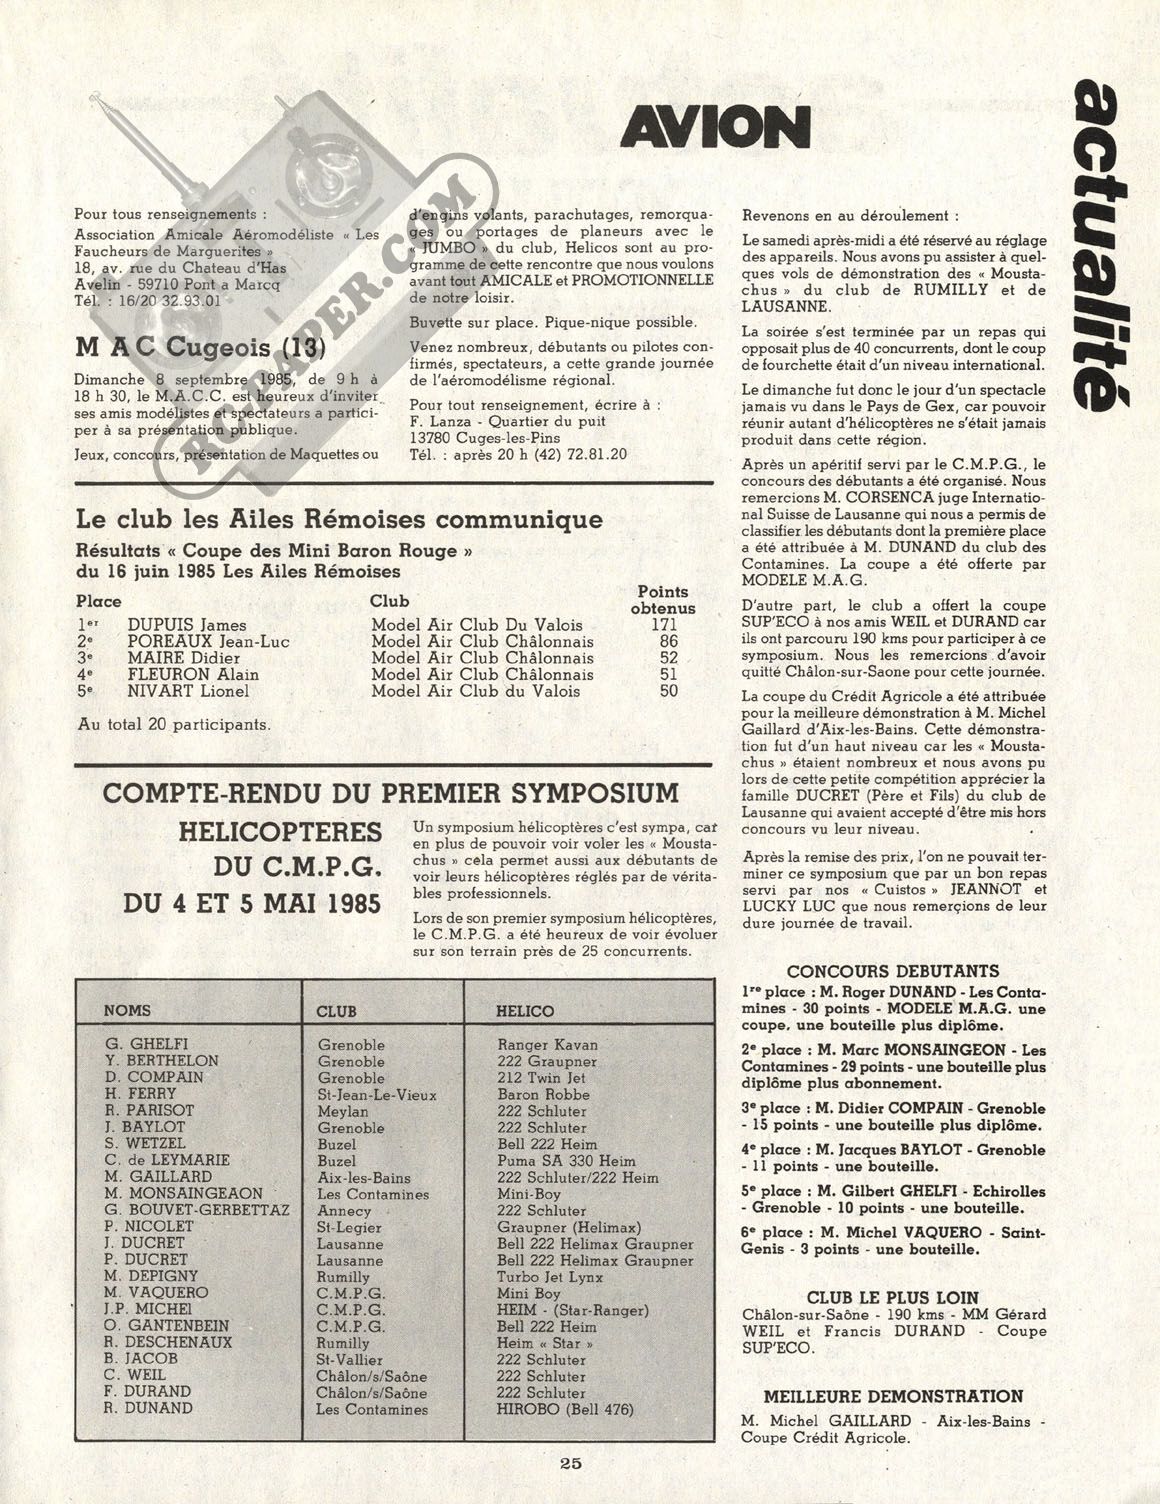 AVION
actualité
Pour tous renseignements :
Association Amicale Aéromodéliste « Les
Faucheurs de Marguerites »
18, av. rue du Chateau d'Has
Avelin - 59710 Pont a Marcq
Tél. : 16/20 32.93.01
M A C Cugeois (13)
Dimanche 8 septembre 1985, de 9 h à
18 h 30, le M.A.C.C. est heureux d'inviter
ses amis modélistes et spectateurs a partici-
per à sa présentation publique.
Jeux, concours, présentation de Maquettes ou
d'engins volants, parachutages, remorqua-
ges ou portages de planeurs avec le
« JUMBO » du club, Helicos sont au pro-
gramme de cette rencontre que nous voulons
avant tout AMICALE et PROMOTIONNELLE
de notre loisir.
Buvette sur place. Pique-nique possible.
Venez nombreux, débutants ou pilotes con-
firmés, spectateurs, a cette grande journée
de l'aéromodélisme régional.
Pour tout renseignement, écrire à :
F. Lanza - Quartier du puit
13780 Cuges-les-Pins
Tél. : après 20 h (42) 72.81.20
RC-PAPER.COM
Le club les Ailes Rémoises communique
Résultats « Coupe des Mini Baron Rouge »
du 16 juin 1985 Les Ailes Rémoises
Place Club Points obtenus
1er DUPUIS James Model Air Club Du Valois 171
2e POREAUX Jean-Luc Model Air Club Châlonnais 86
3e MAIRE Didier Model Air Club Châlonnais 52
4e FLEURON Alain Model Air Club Châlonnais 51
5e NIVART Lionel Model Air Club du Valois 50
Au total 20 participants.
COMPTE-RENDU DU PREMIER SYMPOSIUM
HELICOPTERES
DU C.M.P.G.
DU 4 ET 5 MAI 1985
Un symposium hélicoptères c'est sympa, cat
en plus de pouvoir voir voler les « Mousta-
chus » cela permet aussi aux débutants de
voir leurs hélicoptères réglés par de vérita-
bles professionnels.
Lors de son premier symposium hélicoptères,
le C.M.P.G. a été heureux de voir évoluer
sur son terrain près de 25 concurrents.
NOMS CLUB HELICO
G. GHELFI Grenoble Ranger Kavan
Y. BERTHELON Grenoble 222 Graupner
D. COMPAIN Grenoble 212 Twin Jet
H. FERRY St-Jean-Le-Vieux Baron Robbe
R. PARISOT Meylan 222 Schluter
J. BAYLOT Grenoble 222 Schluter
S. WETZEL Buzel Bell 222 Heim
C. de LEYMARIE Buzel Puma SA 330 Heim
M. GAILLARD Aix-les-Bains 222 Schluter/222 Heim
M. MONSAINGEAON Les Contamines Mini-Boy
G. BOUVET-GERBETTAZ Annecy 222 Schluter
P. NICOLET St-Legier Graupner (Helimax)
J. DUCRET Lausanne Bell 222 Helimax Graupner
P. DUCRET Lausanne Bell 222 Helimax Graupner
M. DEPIGNY Rumilly Turbo Jet Lynx
M. VAQUERO C.M.P.G. Mini Boy
J.P. MICHEl C.M.P.G. HEIM - (Star-Ranger)
O. GANTENBEIN C.M.P.G. Bell 222 Heim
R. DESCHENAUX Rumilly Heim « Star »
B. JACOB St-Vallier 222 Schluter
C. WEIL Châlon/s/Saône 222 Schluter
F. DURAND Châlon/s/Saône 222 Schluter
R. DUNAND Les Contamines HIROBO (Bell 476)
Revenons en au déroulement :
Le samedi après-midi a été réservé au réglage
des appareils. Nous avons pu assister à quel-
ques vols de démonstration des « Mousta-
chus » du club de RUMILLY et de
LAUSANNE.
La soirée s'est terminée par un repas qui
opposait plus de 40 concurrents, dont le coup
de fourchette était d'un niveau international.
Le dimanche fut donc le jour d'un spectacle
jamais vu dans le Pays de Gex, car pouvoir
réunir autant d'hélicoptères ne s'était jamais
produit dans cette région.
Après un apéritif servi par le C.M.P.G., le
concours des débutants a été organisé. Nous
remercions M. CORSENCA juge Internatio-
nal Suisse de Lausanne qui nous a permis de
classifier les débutants dont la première place
a été attribuée à M. DUNAND du club des
Contamines. La coupe a été offerte par
MODELE M.A.G.
D'autre part, le club a offert la coupe
SUP'ECO à nos amis WEIL et DURAND car
ils ont parcouru 190 kms pour participer à ce
symposium. Nous les remercions d'avoir
quitté Châlon-sur-Saone pour cette journée.
La coupe du Crédit Agricole a été attribuée
pour la meilleure démonstration à M. Michel
Gaillard d'Aix-les-Bains. Cette démonstra-
tion fut d'un haut niveau car les « Mousta-
chus » étaient nombreux et nous avons pu
lors de cette petite compétition apprécier la
famille DUCRET (Père et Fils) du club de
Lausanne qui avaient accepté d'être mis hors
concours vu leur niveau.
Après la remise des prix, l'on ne pouvait ter-
miner ce symposium que par un bon repas
servi par nos « Cuistos » JEANNOT et
LUCKY LUC que nous remerçions de leur
dure journée de travail.
CONCOURS DEBUTANTS
1re place : M. Roger DUNAND - Les Conta-
mines - 30 points - MODELE M.A.G. une
coupe, une bouteille plus diplôme.
2e place : M. Marc MONSAINGEON - Les
Contamines - 29 points - une bouteille plus
diplôme plus abonnement.
3e place : M. Didier COMPAIN - Grenoble
- 15 points - une bouteille plus diplôme.
4e place : M. Jacques BAYLOT - Grenoble
- 11 points - une bouteille.
5e place : M. Gilbert GHELFI - Echirolles
- Grenoble - 10 points - une bouteille.
6e place : M. Michel VAQUERO - Saint-
Genis - 3 points - une bouteille.
CLUB LE PLUS LOIN
Châlon-sur-Saône - 190 kms - MM Gérard
WEIL et Francis DURAND - Coupe
SUP'ECO.
MEILLEURE DEMONSTRATION
M. Michel GAILLARD - Aix-les-Bains -
Coupe Crédit Agricole.
25